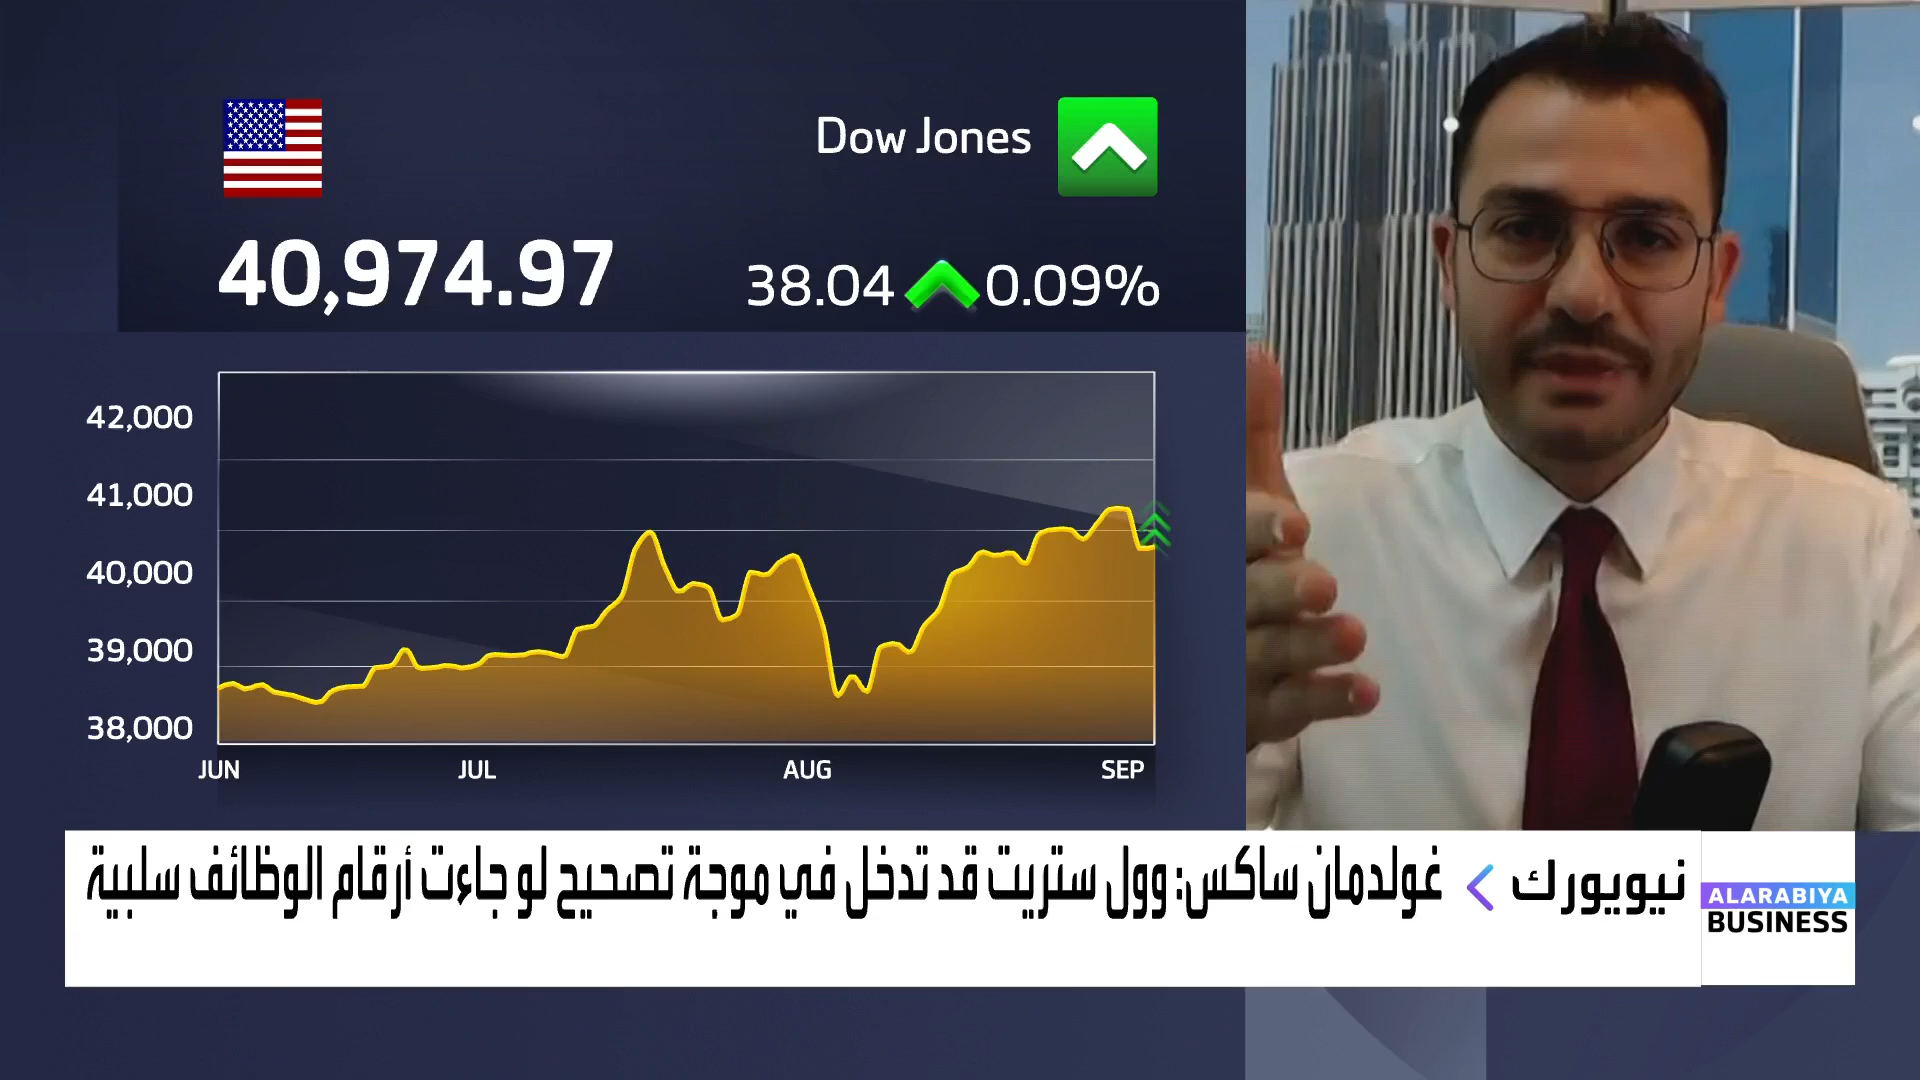 Dow Jones
40,974.97
38.04 0.09%
42,000
41,000
40,000
39,000
38,000
JUN JUL AUG SEP
نيويورك غولدمان ساكس: وول ستريت قد تدخل في موجة تصحيح لو جاءت أرقام الوظائف سلبية
ALARABIYA
BUSINESS